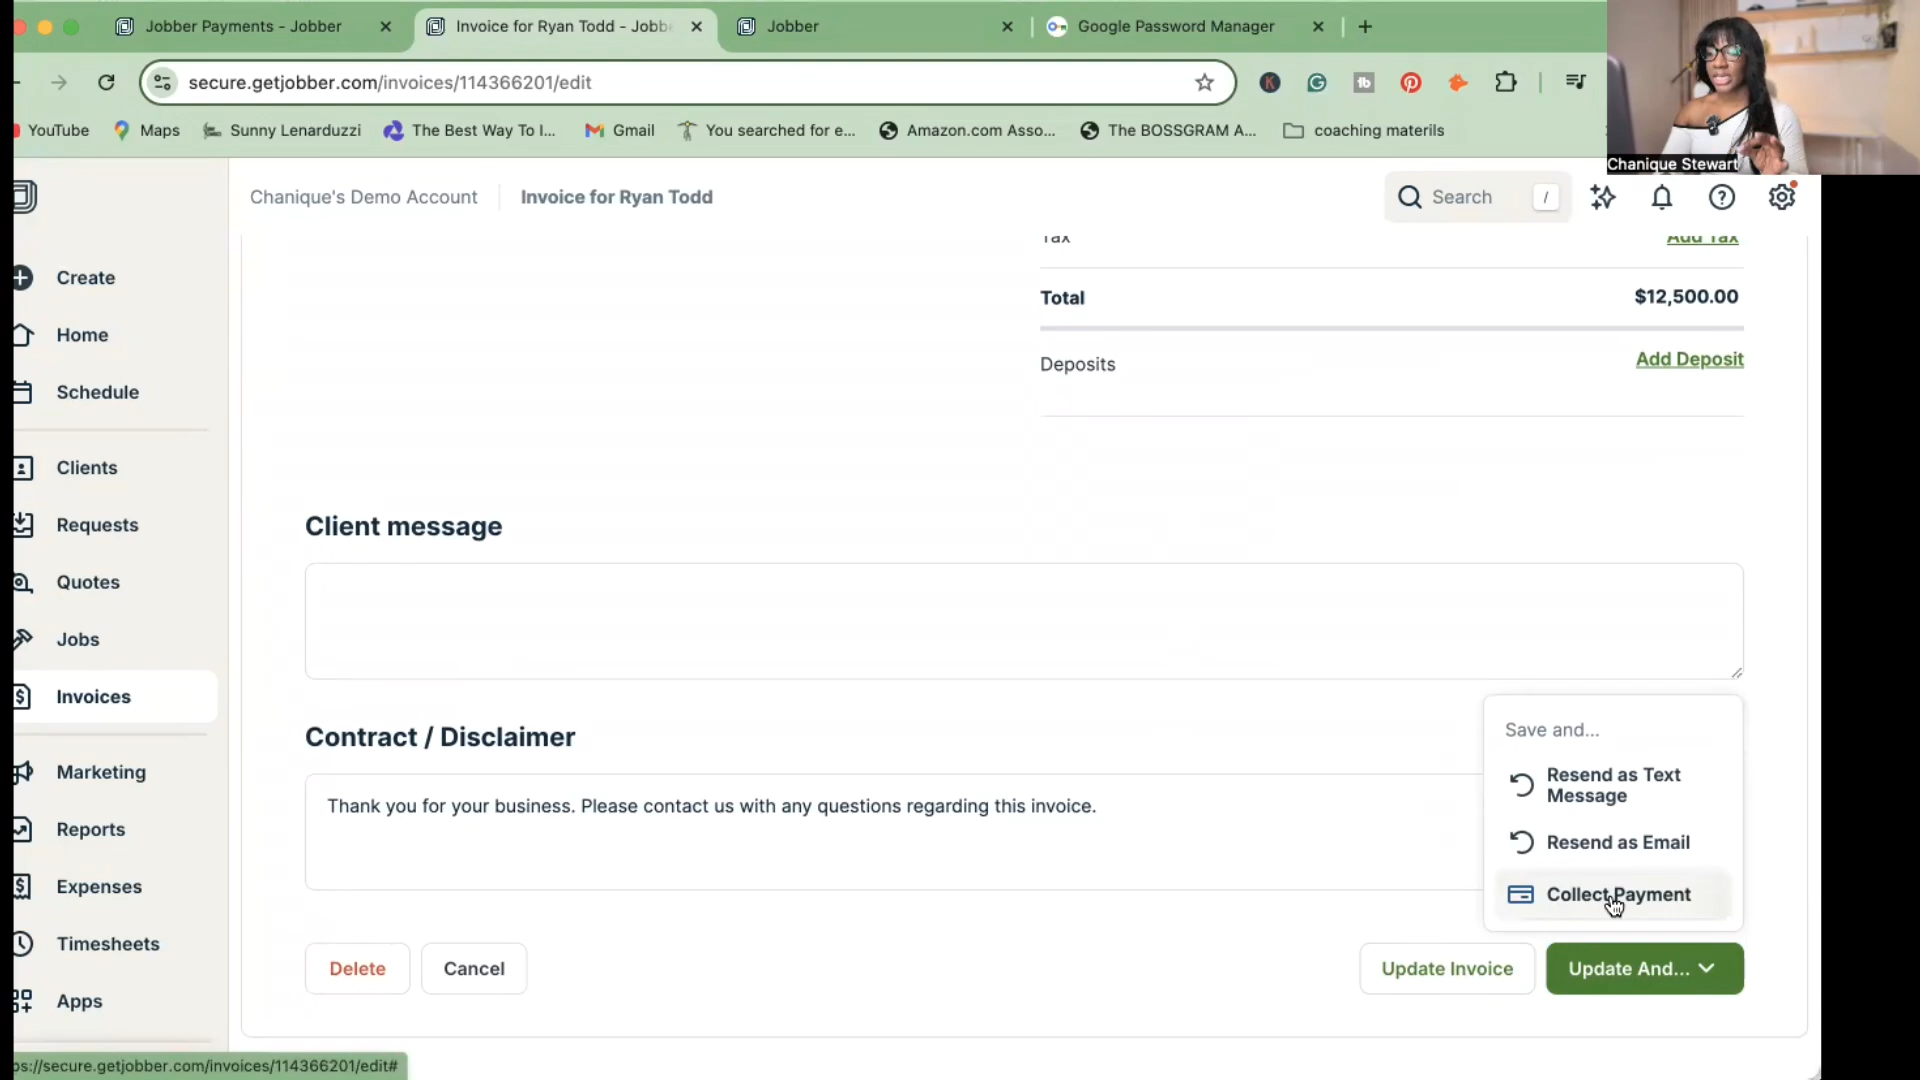 Jobber Payments - Jobber
Invoice for Ryan Todd - Jobb
Jobber
Google Password Manager
secure.getjobber.com/invoices/114366201/edit
YouTube
Maps
Sunny Lenarduzzi
The Best Way To I...
Gmail
You searched for e...
Amazon.com Asso...
The BOSSGRAM A...
coaching materils
Chanique Stewart
Chanique's Demo Account
Invoice for Ryan Todd
Search /
Create
Home
Schedule
Clients
Requests
Quotes
Jobs
Invoices
Marketing
Reports
Expenses
Timesheets
Apps
Tax Add Tax
Total $12,500.00
Deposits Add Deposit
Client message
Contract / Disclaimer
Thank you for your business. Please contact us with any questions regarding this invoice.
Save and...
Resend as Text
Message
Resend as Email
Collect Payment
Delete
Cancel
Update Invoice
Update And...
ps://secure.getjobber.com/invoices/114366201/edit#